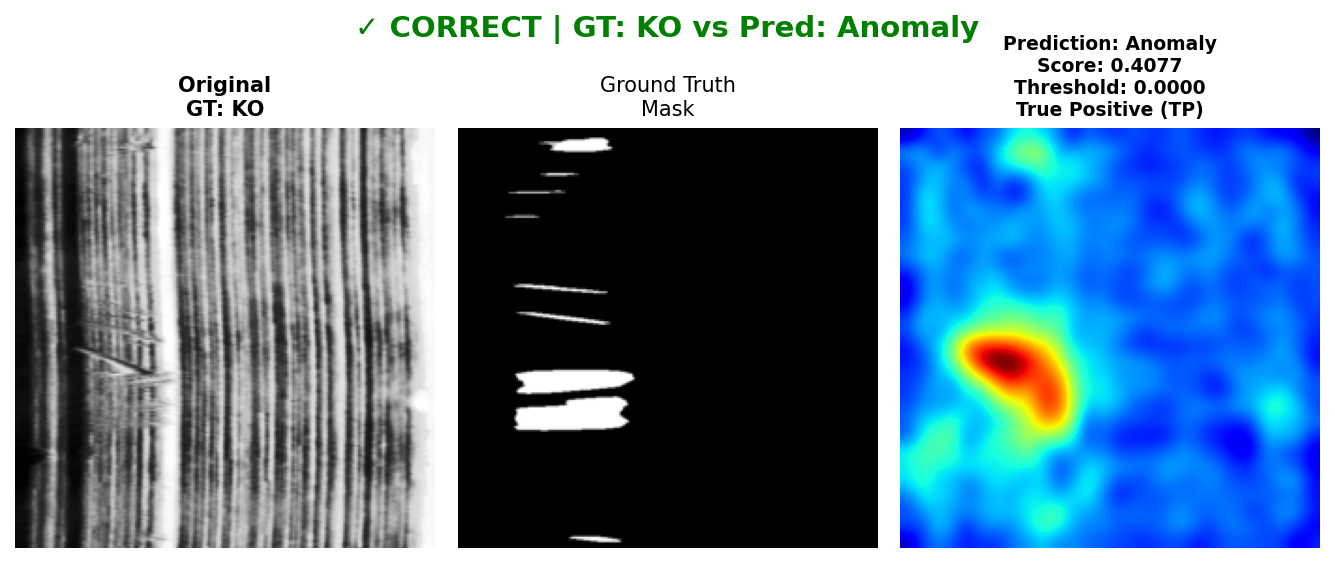 ✓ CORRECT | GT: KO vs Pred: Anomaly
Original
GT: KO
Ground Truth
Mask
Prediction: Anomaly
Score: 0.4077
Threshold: 0.0000
True Positive (TP)